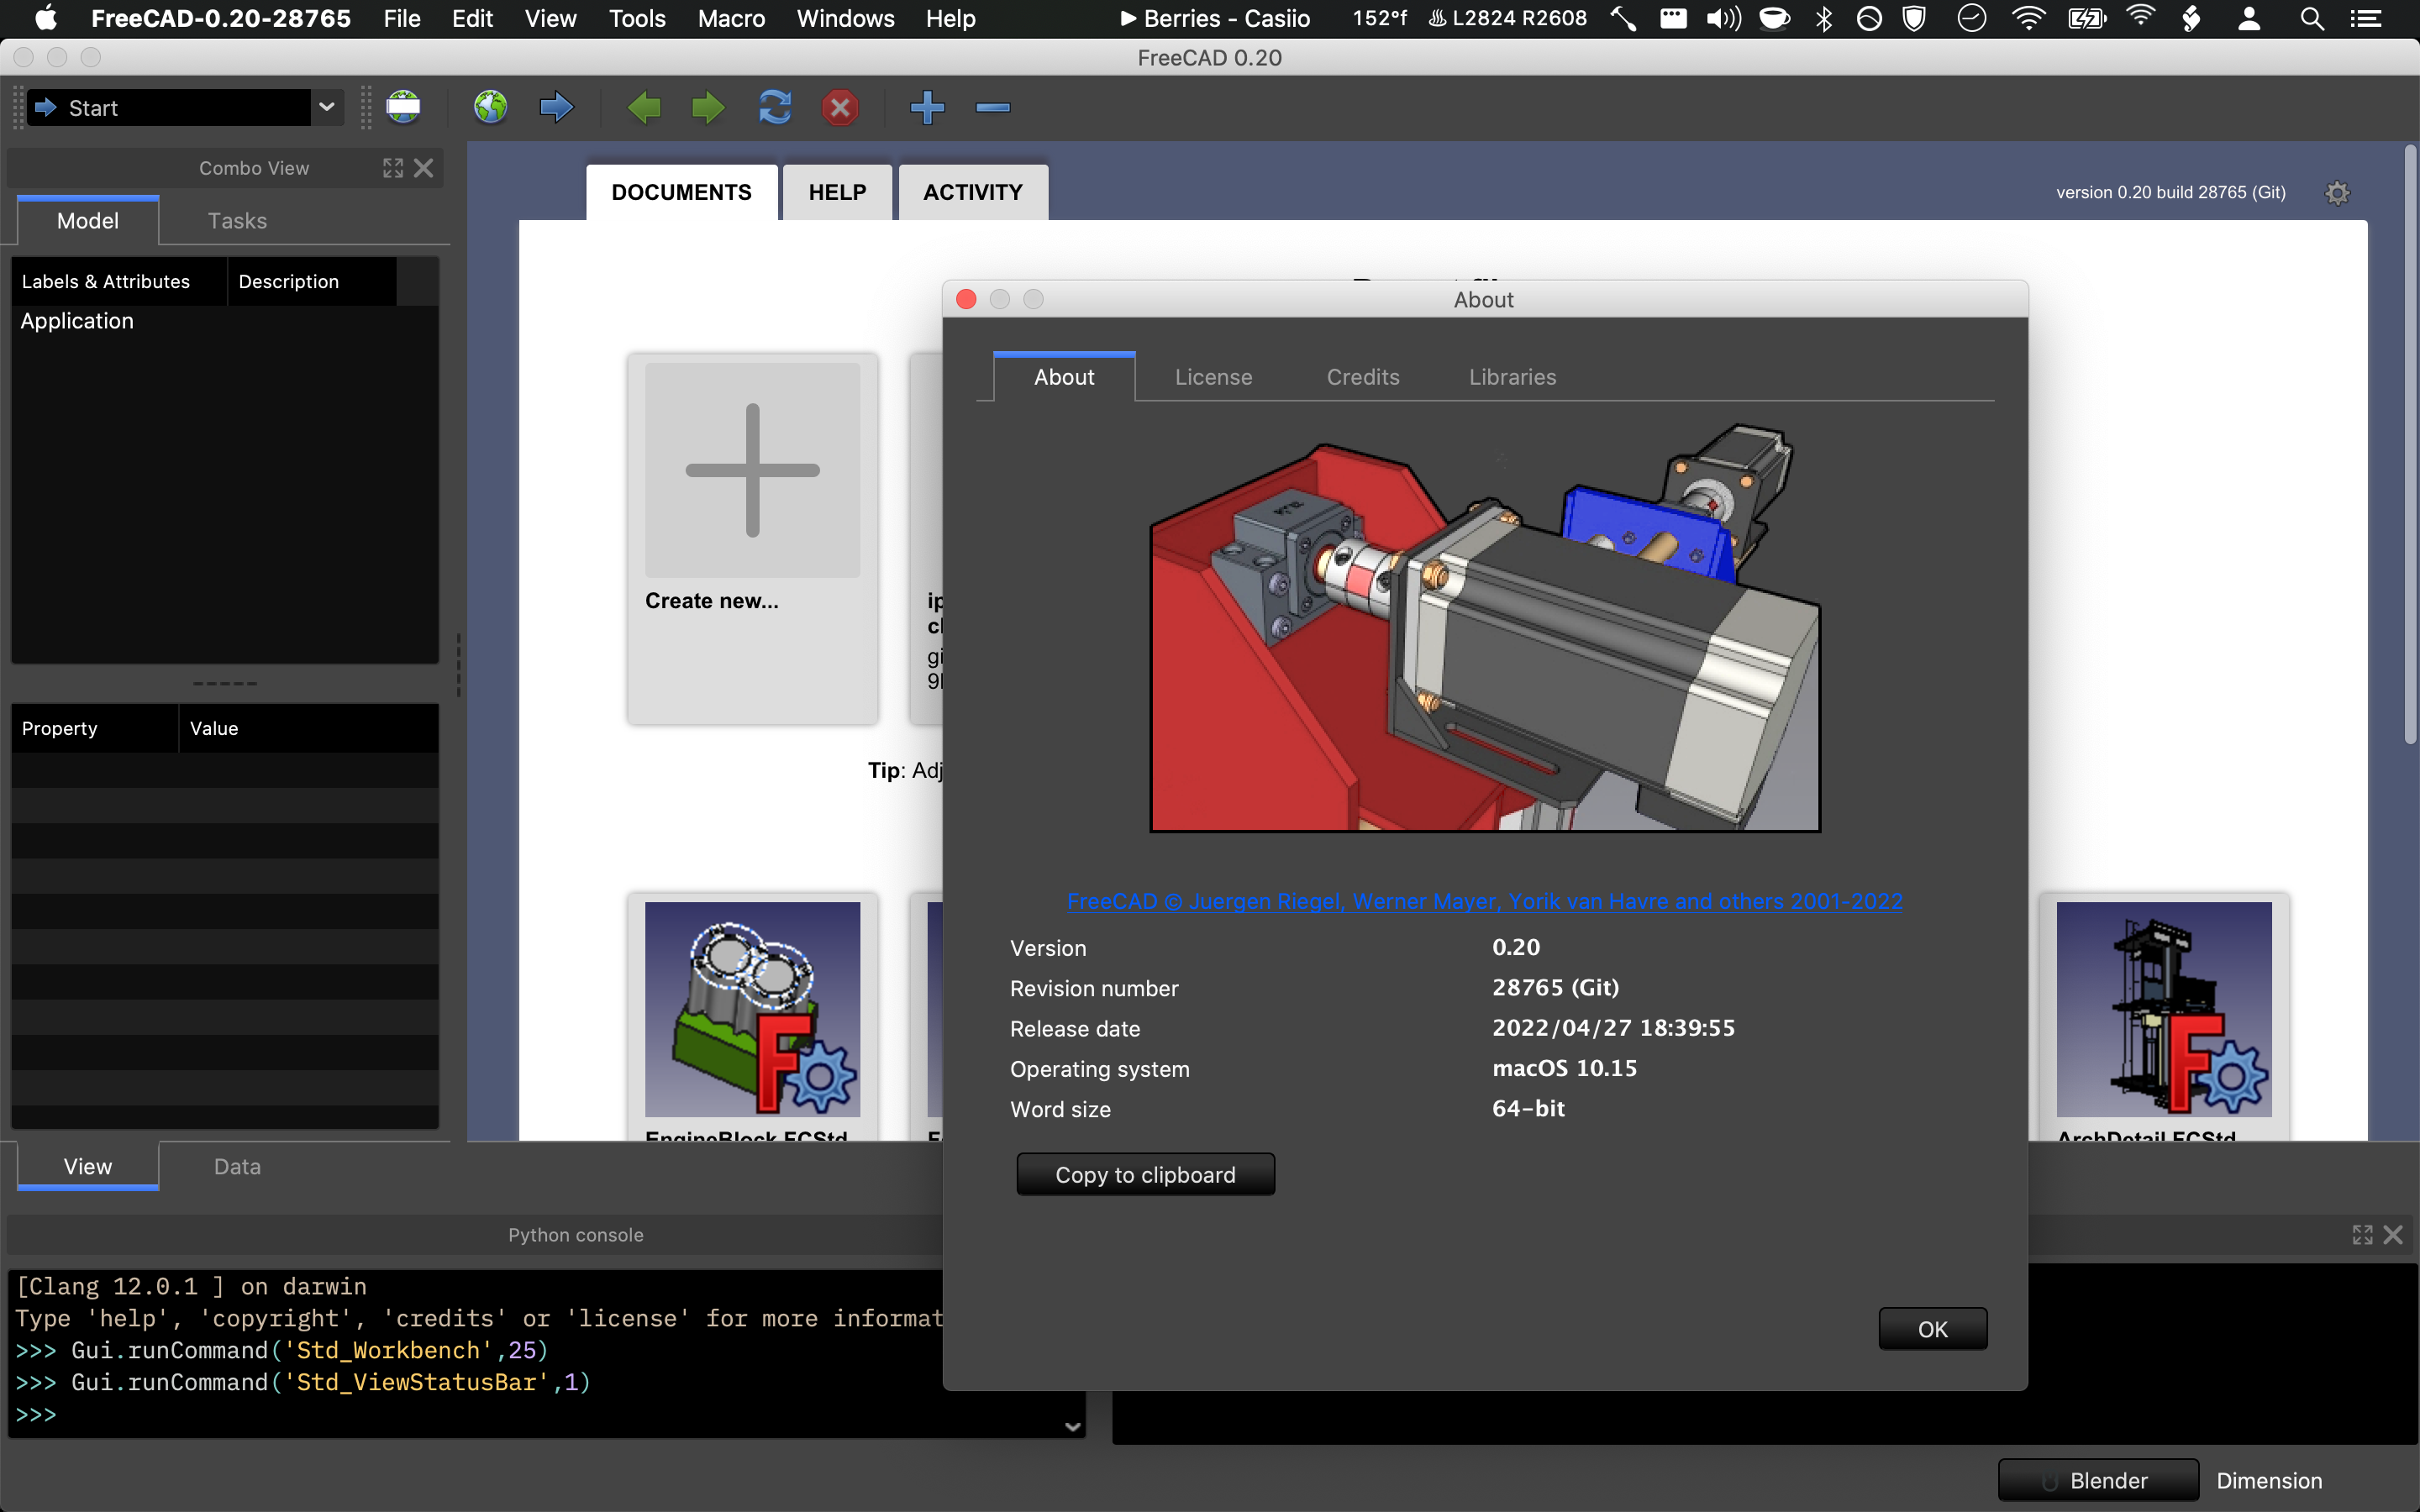 FreeCAD-0.20-28765 File Edit View Tools Macro Windows Help ▶ Berries - Casiio 152°f L2824 R2608
FreeCAD 0.20
Start
Combo View
Model Tasks
Labels & Attributes Description
Application
Property Value
View Data
DOCUMENTS HELP ACTIVITY
version 0.20 build 28765 (Git)
Create new...
Tip: Adj
EngineBlock.FCStd
ArchDetail.FCStd
About
About License Credits Libraries
FreeCAD © Juergen Riegel, Werner Mayer, Yorik van Havre and others 2001-2022
Version 0.20
Revision number 28765 (Git)
Release date 2022/04/27 18:39:55
Operating system macOS 10.15
Word size 64-bit
Copy to clipboard
OK
Python console
[Clang 12.0.1 ] on darwin
Type 'help', 'copyright', 'credits' or 'license' for more informat
>>> Gui.runCommand('Std_Workbench',25)
>>> Gui.runCommand('Std_ViewStatusBar',1)
>>>
Blender Dimension